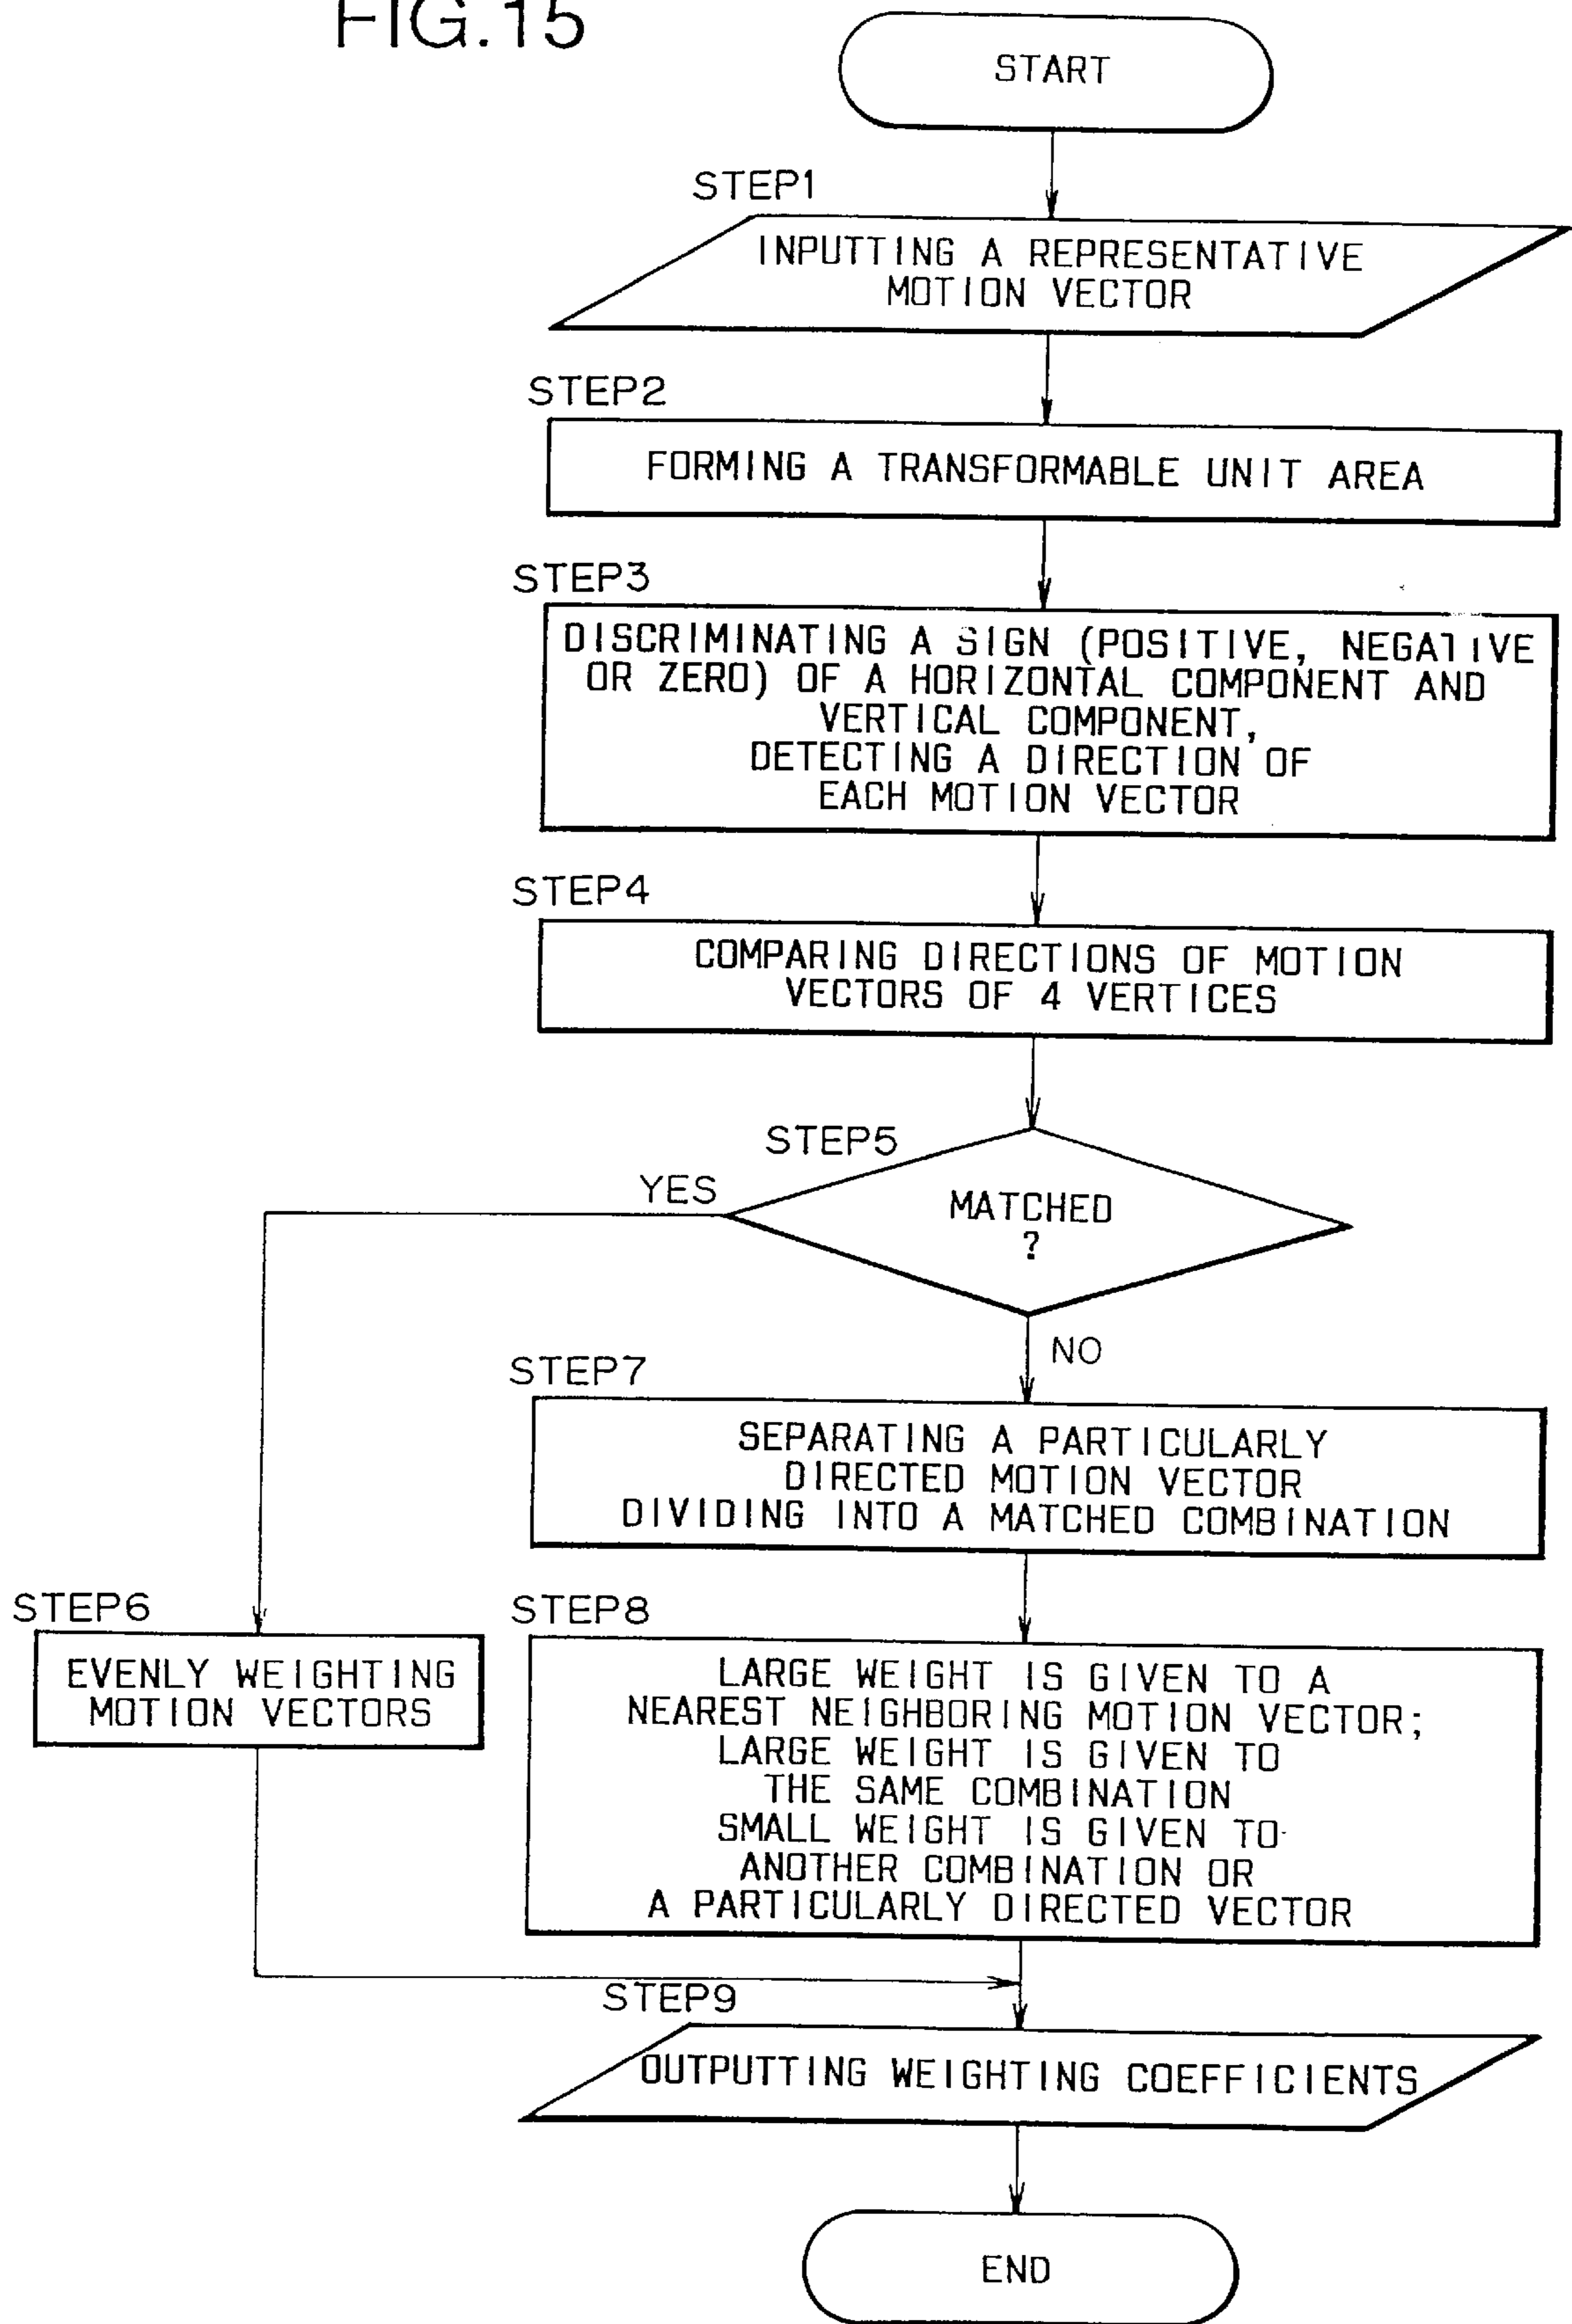 FIG.15
START
STEP1
INPUTTING A REPRESENTATIVE
MOTION VECTOR
STEP2
FORMING A TRANSFORMABLE UNIT AREA
STEP3
DISCRIMINATING A SIGN (POSITIVE, NEGATIVE
OR ZERO) OF A HORIZONTAL COMPONENT AND
VERTICAL COMPONENT,
DETECTING A DIRECTION OF
EACH MOTION VECTOR
STEP4
COMPARING DIRECTIONS OF MOTION
VECTORS OF 4 VERTICES
STEP5
YES
MATCHED
?
NO
STEP7
SEPARATING A PARTICULARLY
DIRECTED MOTION VECTOR
DIVIDING INTO A MATCHED COMBINATION
STEP6
EVENLY WEIGHTING
MOTION VECTORS
STEP8
LARGE WEIGHT IS GIVEN TO A
NEAREST NEIGHBORING MOTION VECTOR;
LARGE WEIGHT IS GIVEN TO
THE SAME COMBINATION
SMALL WEIGHT IS GIVEN TO
ANOTHER COMBINATION OR
A PARTICULARLY DIRECTED VECTOR
STEP9
OUTPUTTING WEIGHTING COEFFICIENTS
END